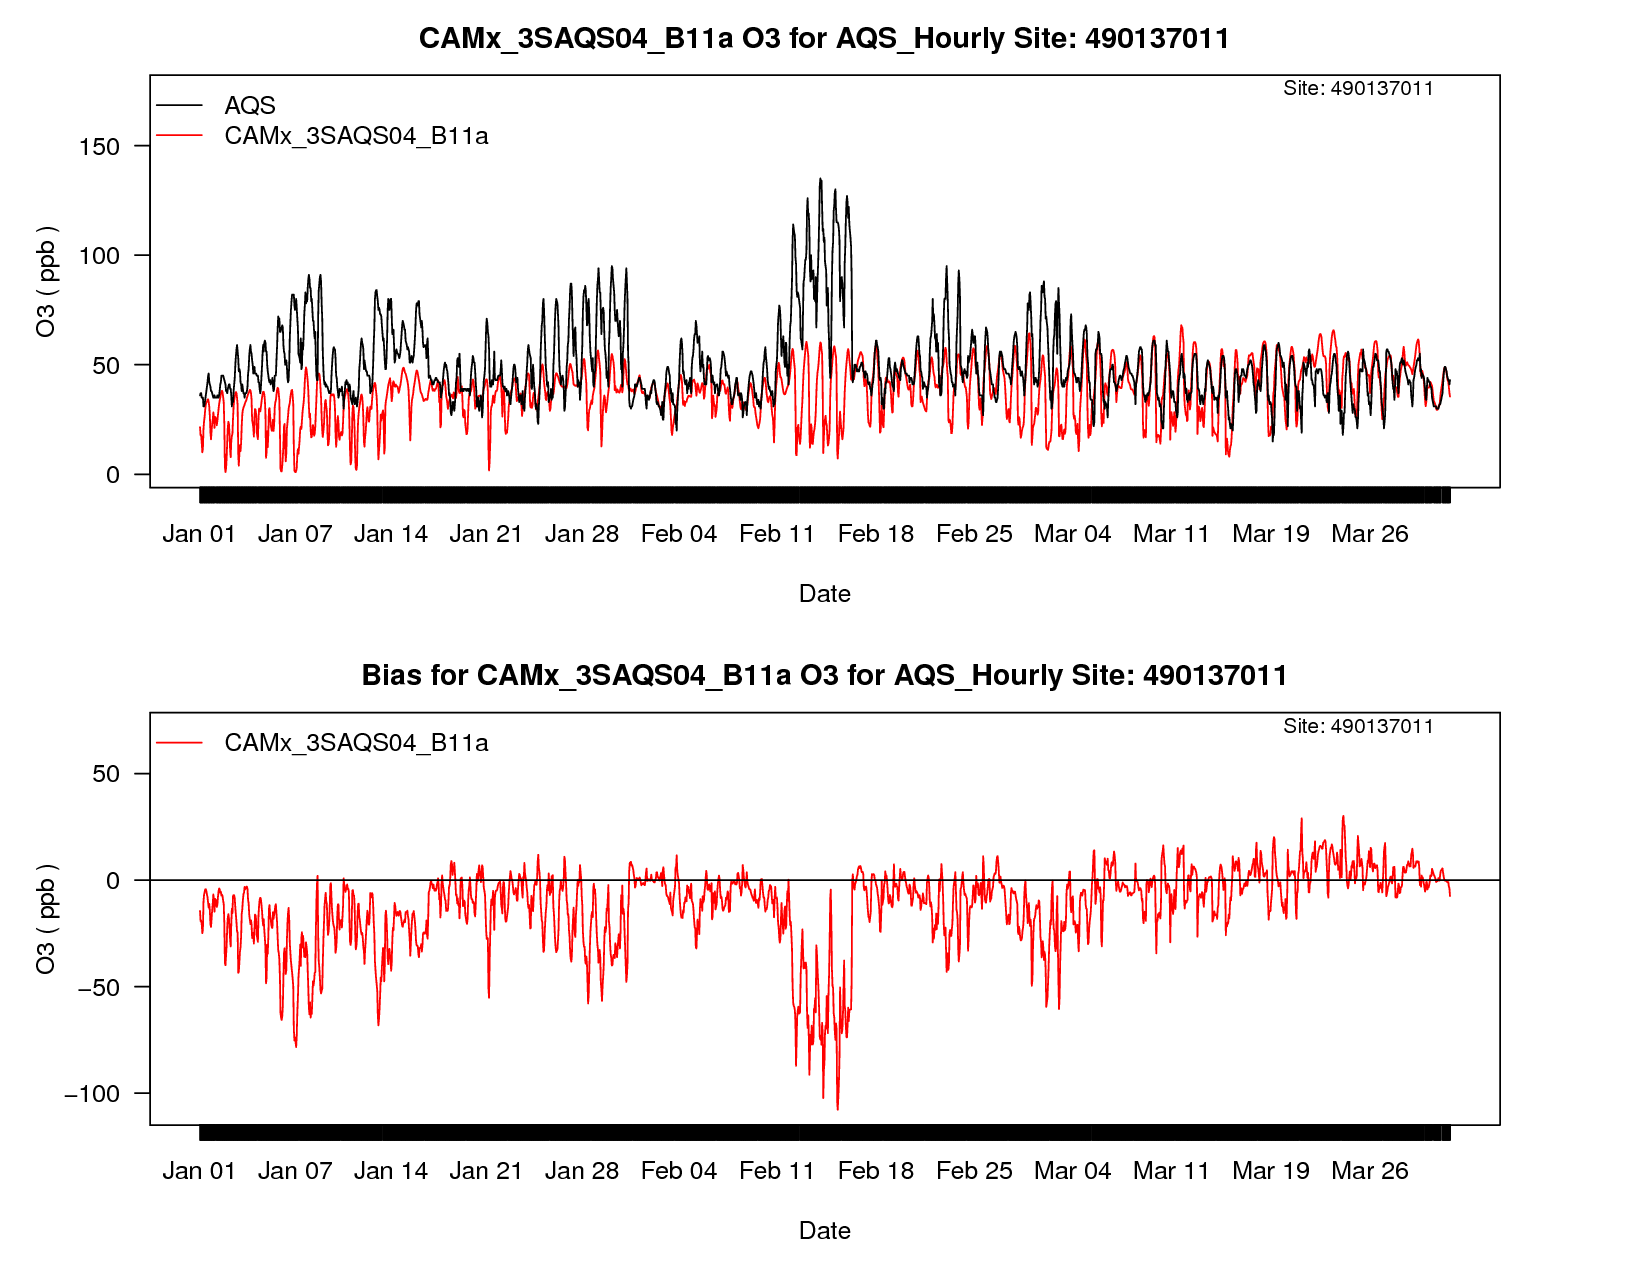 CAMx_3SAQS04_B11a O3 for AQS_Hourly Site: 490137011
Site: 490137011
AQS
CAMx_3SAQS04_B11a
150
100
50
0
O3 ( ppb )
Jan 01 Jan 07 Jan 14 Jan 21 Jan 28 Feb 04 Feb 11 Feb 18 Feb 25 Mar 04 Mar 11 Mar 19 Mar 26
Date
Bias for CAMx_3SAQS04_B11a O3 for AQS_Hourly Site: 490137011
Site: 490137011
CAMx_3SAQS04_B11a
50
0
−50
−100
O3 ( ppb )
Jan 01 Jan 07 Jan 14 Jan 21 Jan 28 Feb 04 Feb 11 Feb 18 Feb 25 Mar 04 Mar 11 Mar 19 Mar 26
Date